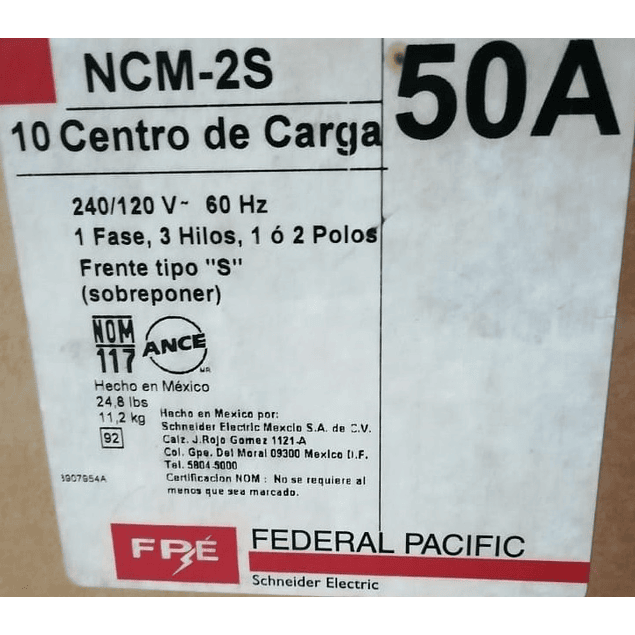 NCM-2S
50A
10 Centro de Carga
240/120 V~ 60 Hz
1 Fase, 3 Hilos, 1 ó 2 Polos
Frente tipo "S"
(sobreponer)
NOM
117
ANCE
MR
Hecho en México
24,8 lbs
11,2 kg
92
Hecho en Mexico por:
Schneider Electric Mexcio S.A. de C.V.
Calz. J.Rojo Gomez 1121-A
Col. Gpe. Del Moral 09300 Mexico D.F.
Tel. 5804-5000
Certificacion NOM : No se requiere al
menos que sea marcado.
3907954A
FPE
FEDERAL PACIFIC
Schneider Electric